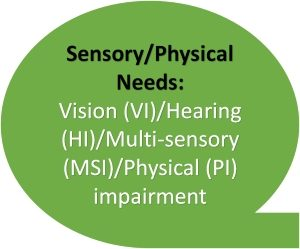 Sensory/Physical
Needs:
Vision (VI)/Hearing
(HI)/Multi-sensory
(MSI)/Physical (PI)
impairment